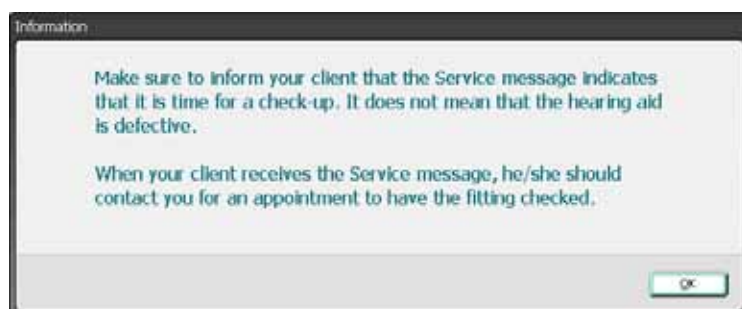 Information
Make sure to inform your client that the Service message indicates
that it is time for a check-up. It does not mean that the hearing aid
is defective.
When your client receives the Service message, he/she should
contact you for an appointment to have the fitting checked.
OK